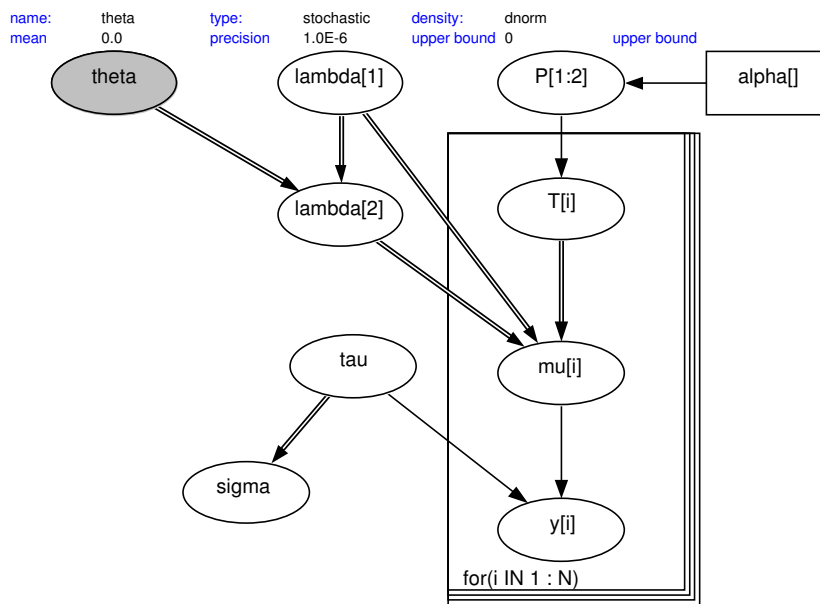 name: theta type: stochastic density: dnorm
mean 0.0 precision 1.0E-6 upper bound 0 upper bound
theta lambda[1] P[1:2] alpha[]
lambda[2] T[i]
tau mu[i]
sigma y[i]
for(i IN 1 : N)